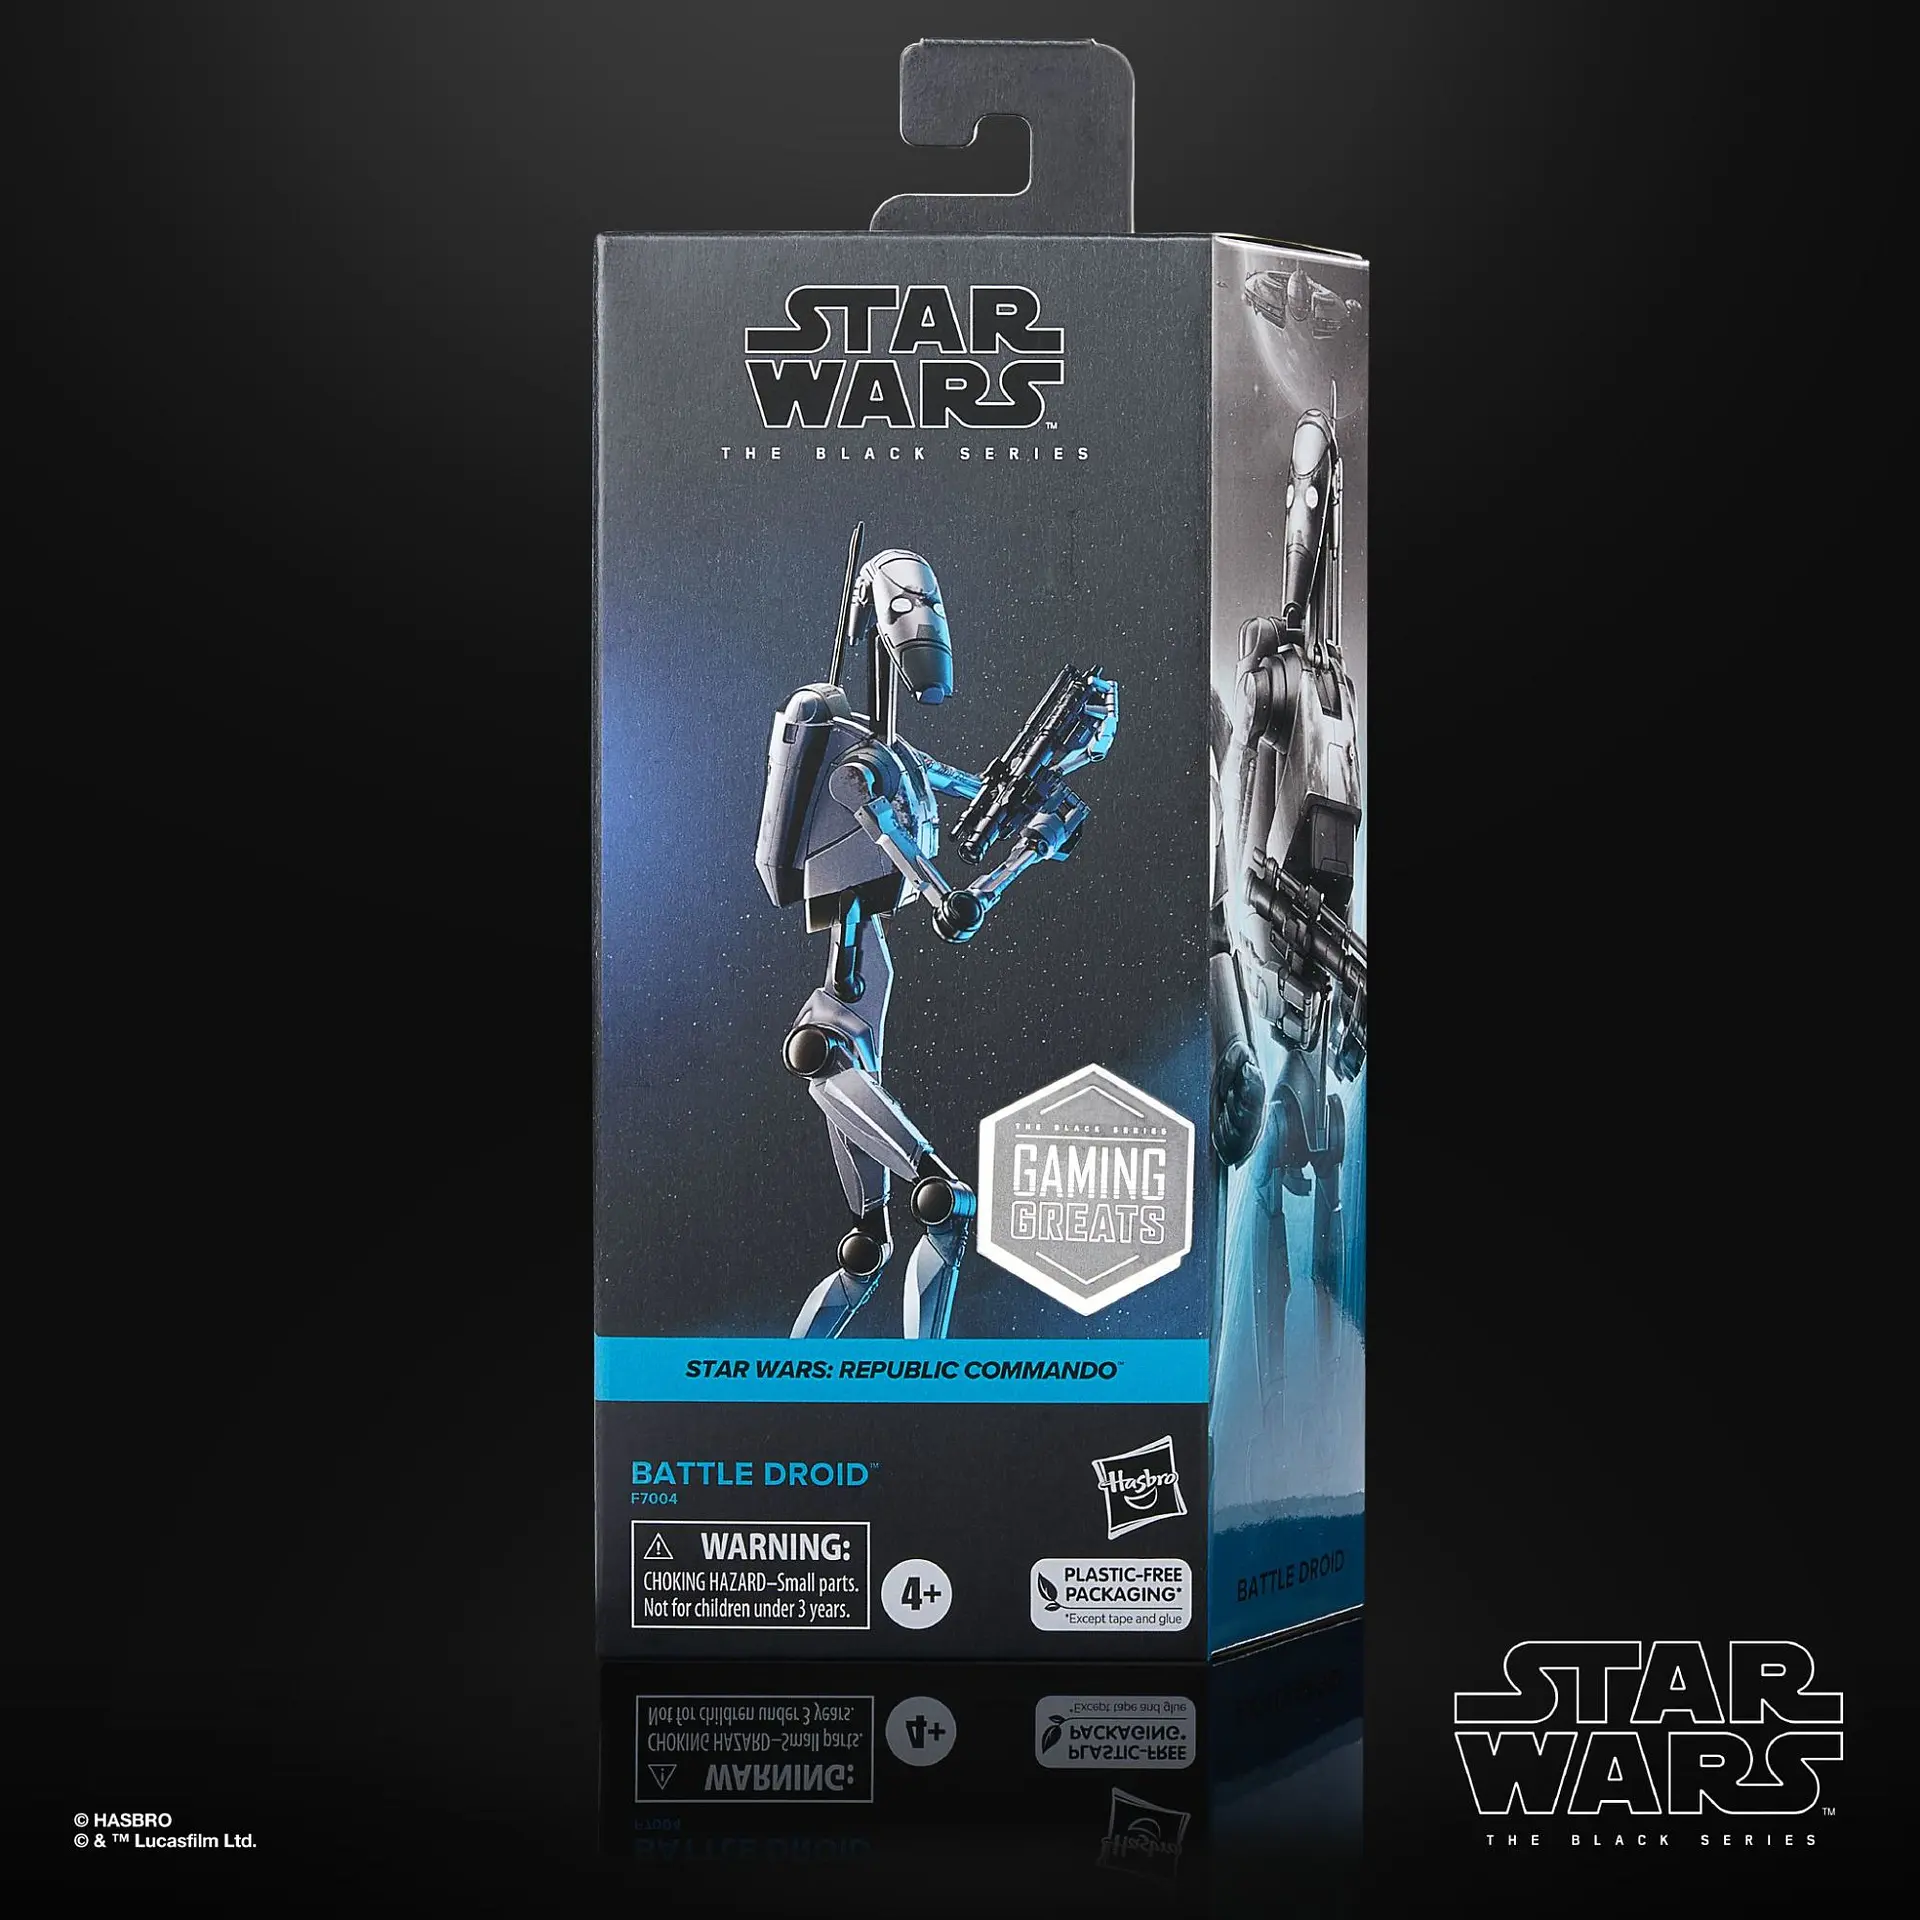 STAR
WARS™
THE BLACK SERIES
THE BLACK SERIES
GAMING
GREATS
STAR WARS: REPUBLIC COMMANDO™
BATTLE DROID™
F7004
Hasbro
WARNING:
CHOKING HAZARD–Small parts.
Not for children under 3 years.
4+
PLASTIC-FREE
PACKAGING*
*Except tape and glue
BATTLE DROID
© HASBRO
© & ™ Lucasfilm Ltd.
STAR
WARS™
THE BLACK SERIES